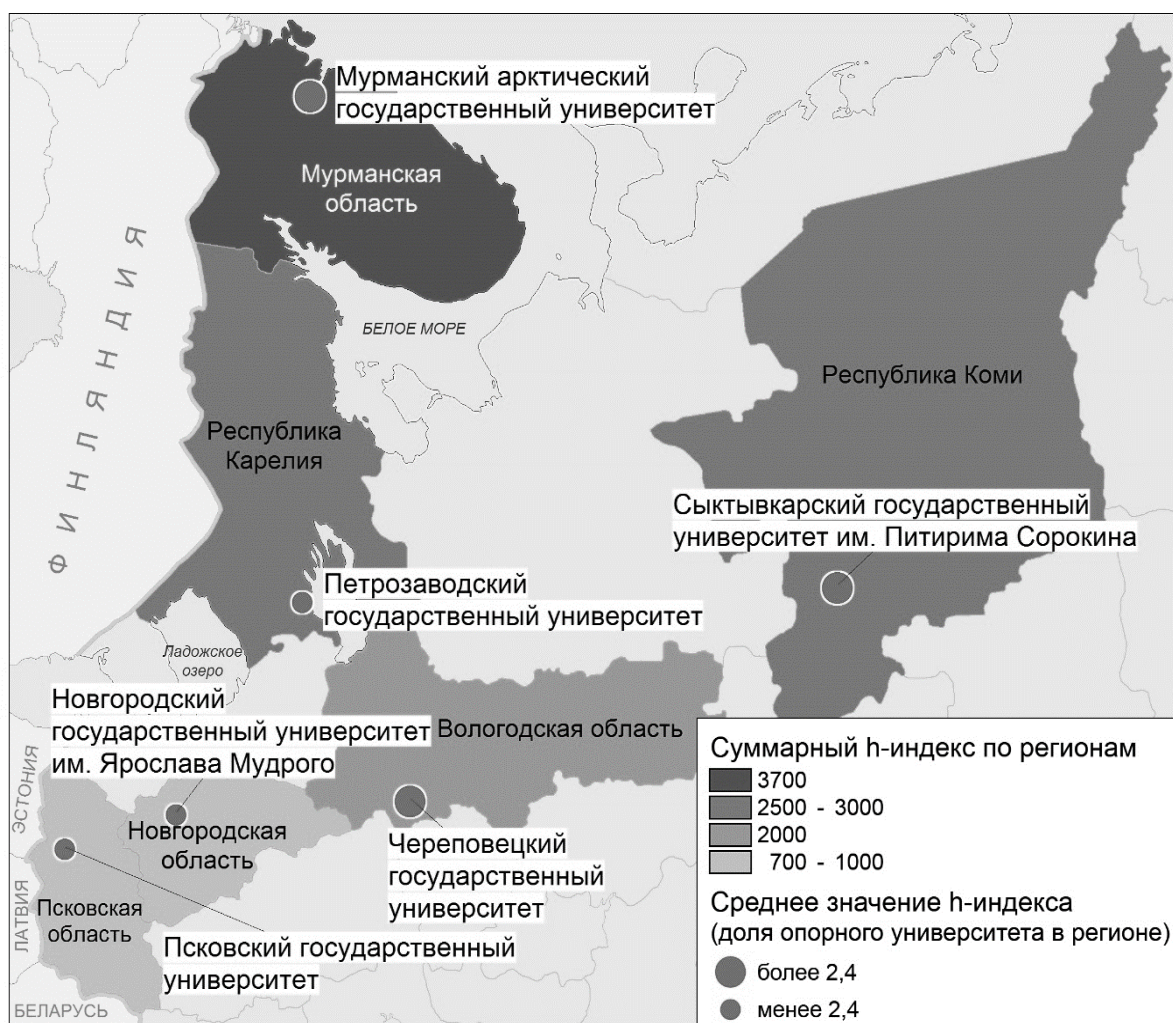 Мурманский арктический
государственный университет
Мурманская
область
ФИНЛЯНДИЯ
БЕЛОЕ МОРЕ
Республика Коми
Республика
Карелия
Сыктывкарский государственный
университет им. Питирима Сорокина
Петрозаводский
государственный университет
Ладожское
озеро
Новгородский
государственный университет
им. Ярослава Мудрого
Вологодская область
ЭСТОНИЯ
Новгородская
область
Череповецкий
государственный
университет
ЛАТВИЯ
Псковская
область
Псковский государственный
университет
БЕЛАРУСЬ
Суммарный h-индекс по регионам
3700
2500 - 3000
2000
700 - 1000
Среднее значение h-индекса
(доля опорного университета в регионе)
более 2,4
менее 2,4